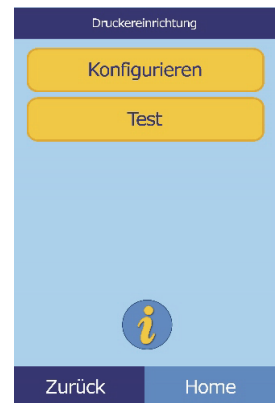 Druckereinrichtung
Konfigurieren
Test
i
Zurück Home